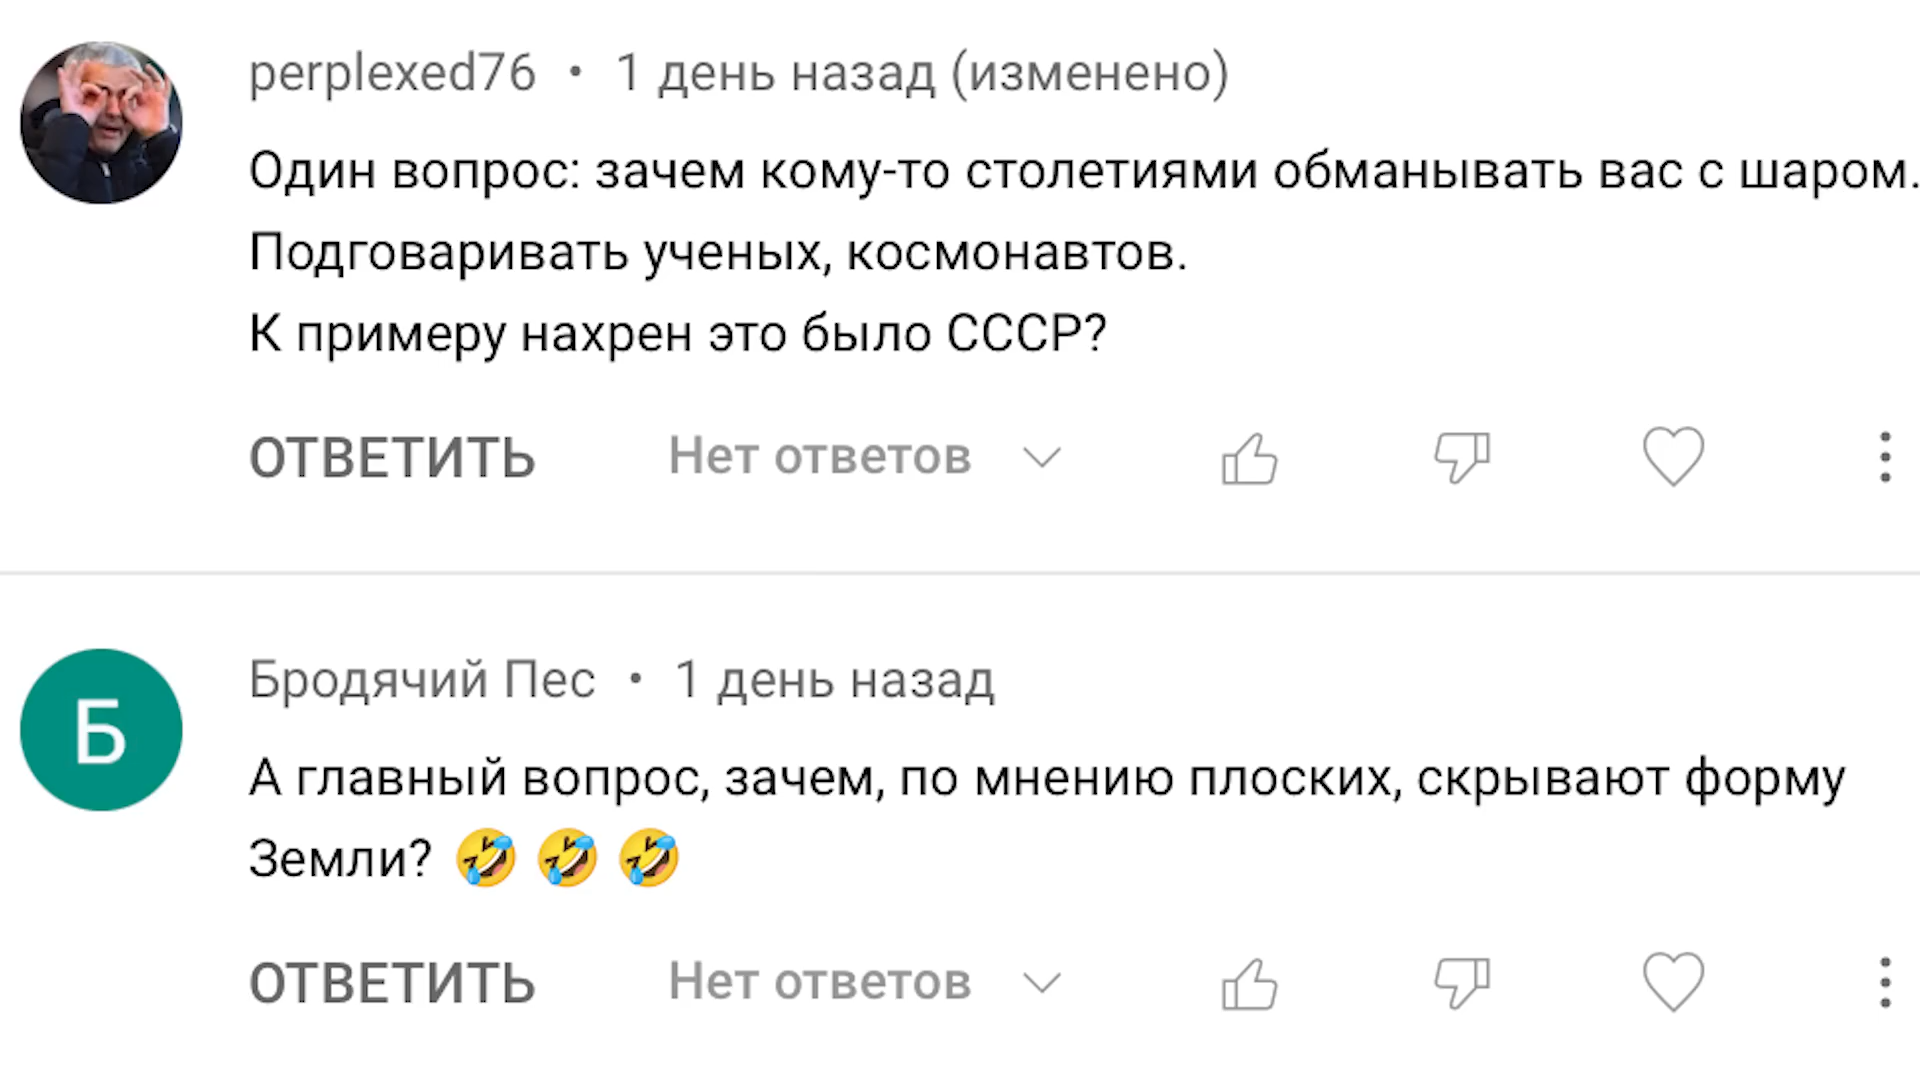 perplexed76 • 1 день назад (изменено)
Один вопрос: зачем кому-то столетиями обманывать вас с шаром.
Подговаривать ученых, космонавтов.
К примеру нахрен это было СССР?
ОТВЕТИТЬ Нет ответов
Бродячий Пес • 1 день назад
Б
А главный вопрос, зачем, по мнению плоских, скрывают форму
Земли? 🤣 🤣 🤣
ОТВЕТИТЬ Нет ответов